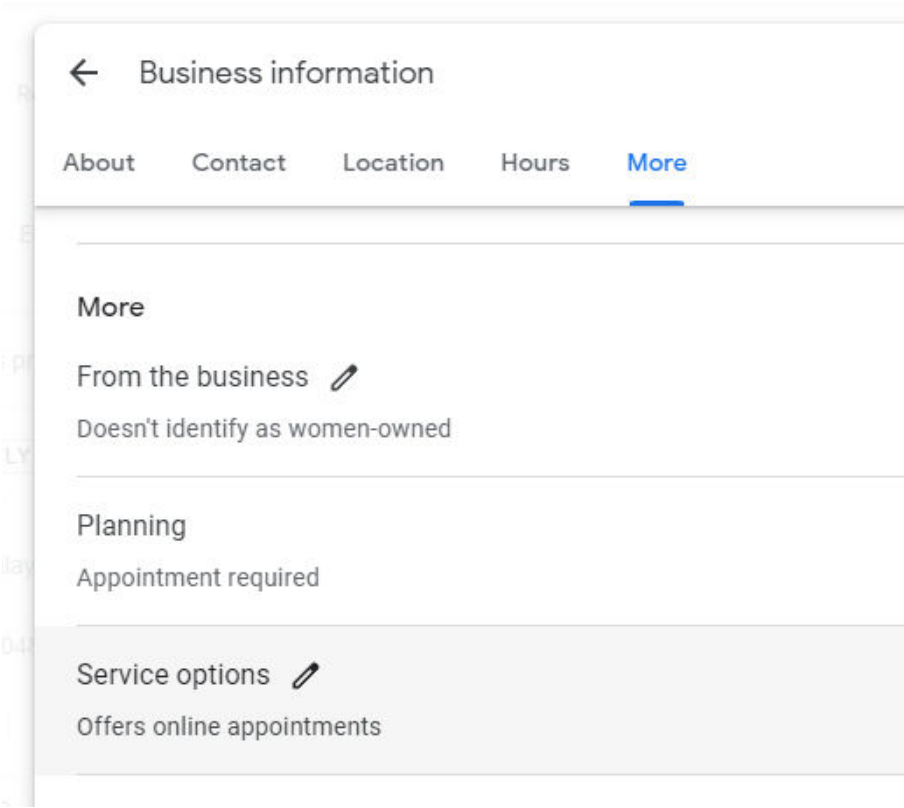 Business information
About Contact Location Hours More
More
From the business
Doesn't identify as women-owned
Planning
Appointment required
Service options
Offers online appointments
LY